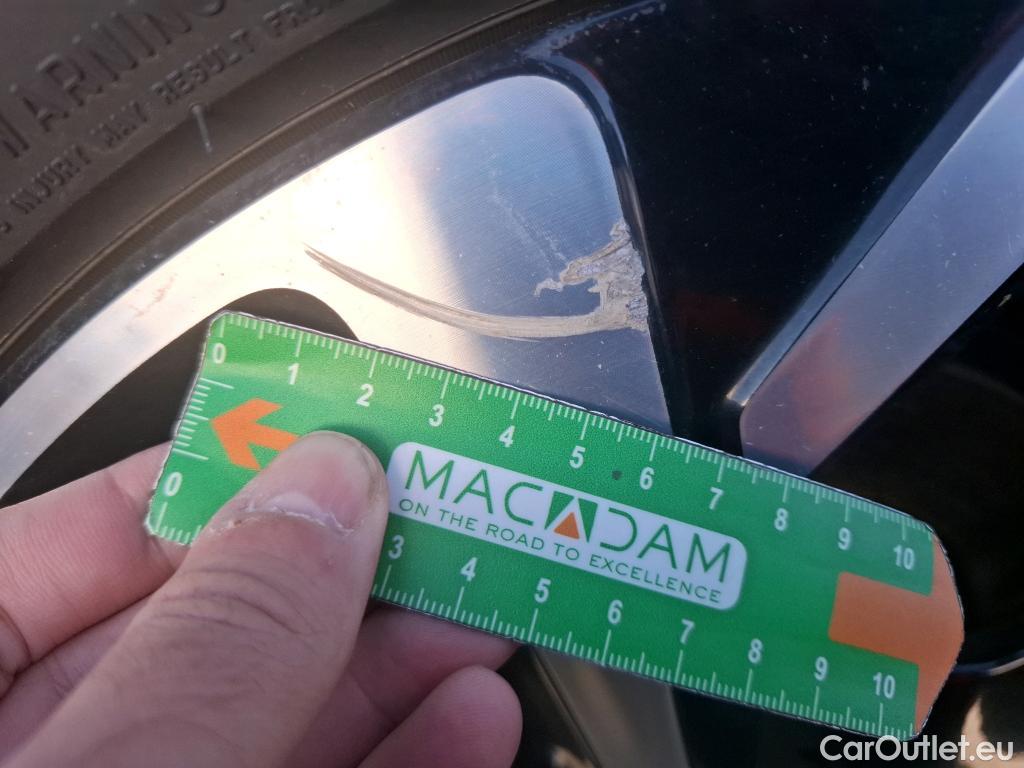 WARNING
INJURY MAY RESULT FROM
0 1 2 3 4 5 6 7 8 9 10
MACADAM
ON THE ROAD TO EXCELLENCE
0 3 4 5 6 7 8 9 10
CarOutlet.eu